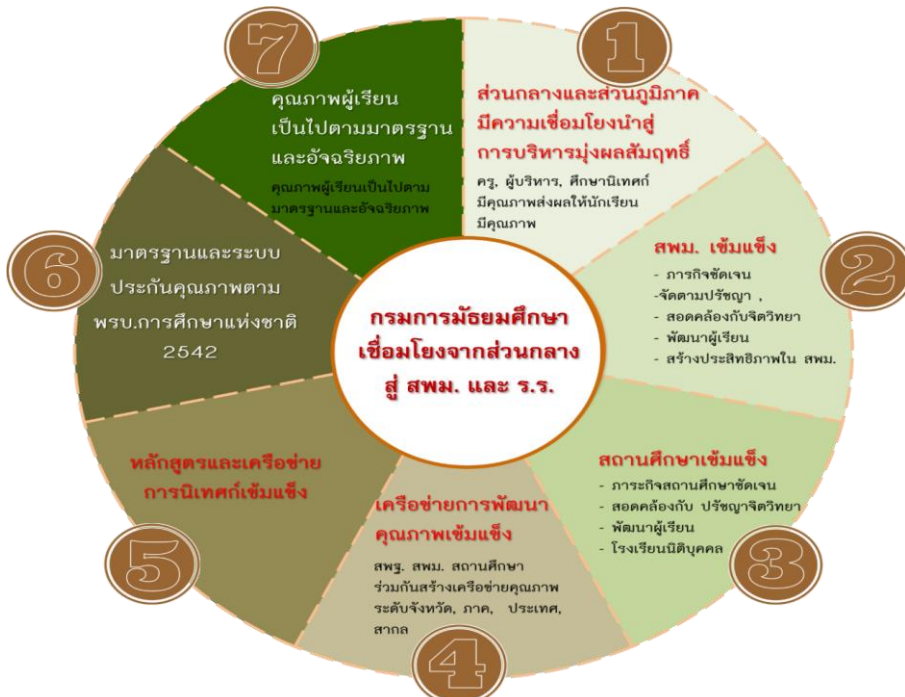 กรมการมัธยมศึกษา
เชื่อมโยงจากส่วนกลาง
สู่ สพม. และ ร.ร.
1
ส่วนกลางและส่วนภูมิภาค
มีความเชื่อมโยงนำสู่
การบริหารมุ่งผลสัมฤทธิ์
ครู, ผู้บริหาร, ศึกษานิเทศก์
มีคุณภาพส่งผลให้นักเรียน
มีคุณภาพ
2
สพม. เข้มแข็ง
- ภารกิจชัดเจน
-จัดตามปรัชญา ,
- สอดคล้องกับจิตวิทยา
- พัฒนาผู้เรียน
- สร้างประสิทธิภาพใน สพม.
3
สถานศึกษาเข้มแข็ง
- ภาระกิจสถานศึกษาชัดเจน
- สอดคล้องกับ ปรัชญาจิตวิทยา
- พัฒนาผู้เรียน
- โรงเรียนนิติบุคคล
4
เครือข่ายการพัฒนา
คุณภาพเข้มแข็ง
สพฐ. สพม. สถานศึกษา
ร่วมกันสร้างเครือข่ายคุณภาพ
ระดับจังหวัด, ภาค, ประเทศ,
สากล
5
หลักสูตรและเครือข่าย
การนิเทศก์เข้มแข็ง
6
มาตรฐานและระบบ
ประกันคุณภาพตาม
พรบ.การศึกษาแห่งชาติ
2542
7
คุณภาพผู้เรียน
เป็นไปตามมาตรฐาน
และอัจฉริยภาพ
คุณภาพผู้เรียนเป็นไปตาม
มาตรฐานและอัจฉริยภาพ